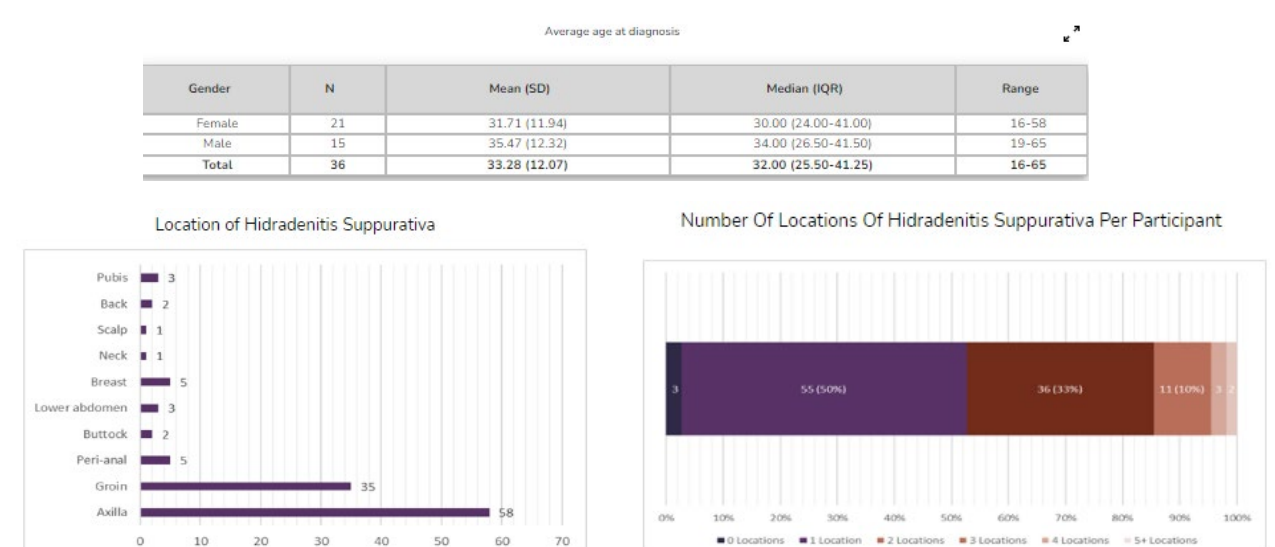 Average age at diagnosis
Gender N Mean (SD) Median (IQR) Range
Female 21 31.71 (11.94) 30.00 (24.00-41.00) 16-58
Male 15 35.47 (12.32) 34.00 (26.50-41.50) 19-65
Total 36 33.28 (12.07) 32.00 (25.50-41.25) 16-65
Location of Hidradenitis Suppurativa
Pubis 3
Back 2
Scalp 1
Neck 1
Breast 5
Lower abdomen 3
Buttock 2
Peri-anal 5
Groin 35
Axilla 58
0 10 20 30 40 50 60 70
Number Of Locations Of Hidradenitis Suppurativa Per Participant
3 55 (50%) 36 (33%) 11 (10%) 3 2
0% 10% 20% 30% 40% 50% 60% 70% 80% 90% 100%
0 Locations 1 Location 2 Locations 3 Locations 4 Locations 5+ Locations